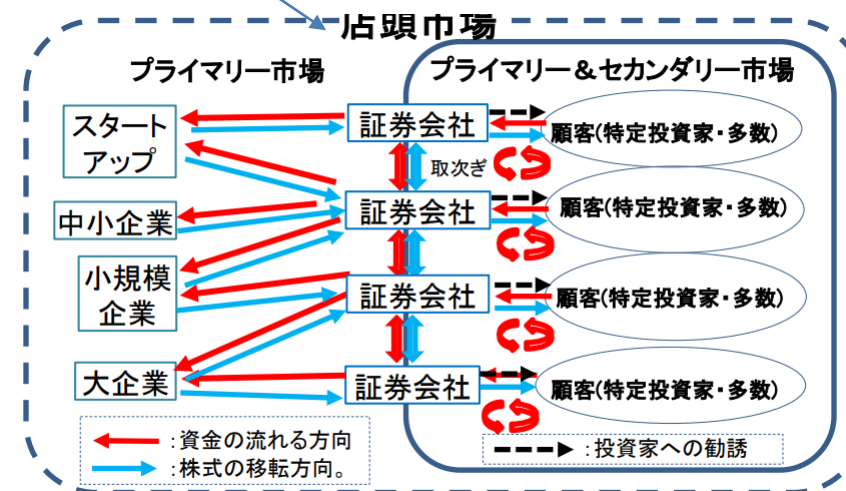 店頭市場
プライマリー市場
プライマリー&セカンダリー市場
スタート
アップ
中小企業
小規模
企業
大企業
証券会社
取次ぎ
証券会社
証券会社
証券会社
顧客(特定投資家・多数)
顧客(特定投資家・多数)
顧客(特定投資家・多数)
顧客(特定投資家・多数)
:資金の流れる方向
:株式の移転方向。
:投資家への勧誘